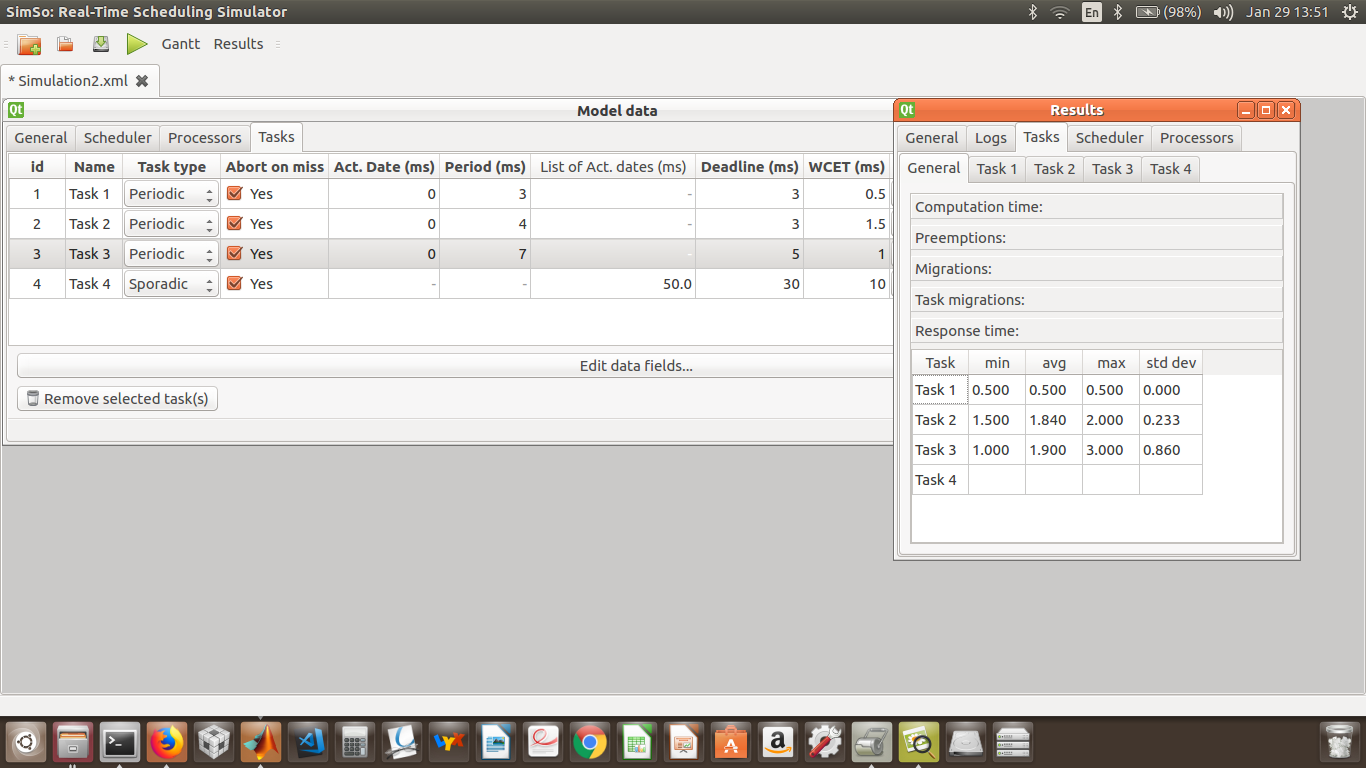 SimSo: Real-Time Scheduling Simulator En (98%) Jan 29 13:51
Gantt Results
* Simulation2.xml
Qt Model data
General Scheduler Processors Tasks
id Name Task type Abort on miss Act. Date (ms) Period (ms) List of Act. dates (ms) Deadline (ms) WCET (ms)
1 Task 1 Periodic Yes 0 3 - 3 0.5
2 Task 2 Periodic Yes 0 4 - 3 1.5
3 Task 3 Periodic Yes 0 7 - 5 1
4 Task 4 Sporadic Yes - - 50.0 30 10
Edit data fields...
Remove selected task(s)
Qt Results
General Logs Tasks Scheduler Processors
General Task 1 Task 2 Task 3 Task 4
Computation time:
Preemptions:
Migrations:
Task migrations:
Response time:
Task min avg max std dev
Task 1 0.500 0.500 0.500 0.000
Task 2 1.500 1.840 2.000 0.233
Task 3 1.000 1.900 3.000 0.860
Task 4